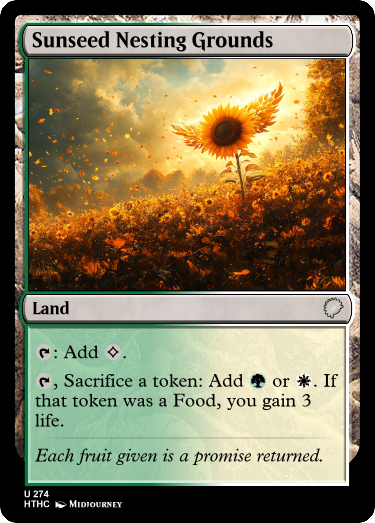 Sunseed Nesting Grounds
Land
: Add .
, Sacrifice a token: Add or . If
that token was a Food, you gain 3
life.
Each fruit given is a promise returned.
U 274
HTHC MIDJOURNEY